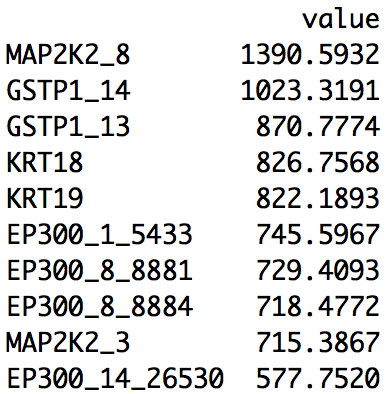 value
MAP2K2_8 1390.5932
GSTP1_14 1023.3191
GSTP1_13 870.7774
KRT18 826.7568
KRT19 822.1893
EP300_1_5433 745.5967
EP300_8_8881 729.4093
EP300_8_8884 718.4772
MAP2K2_3 715.3867
EP300_14_26530 577.7520